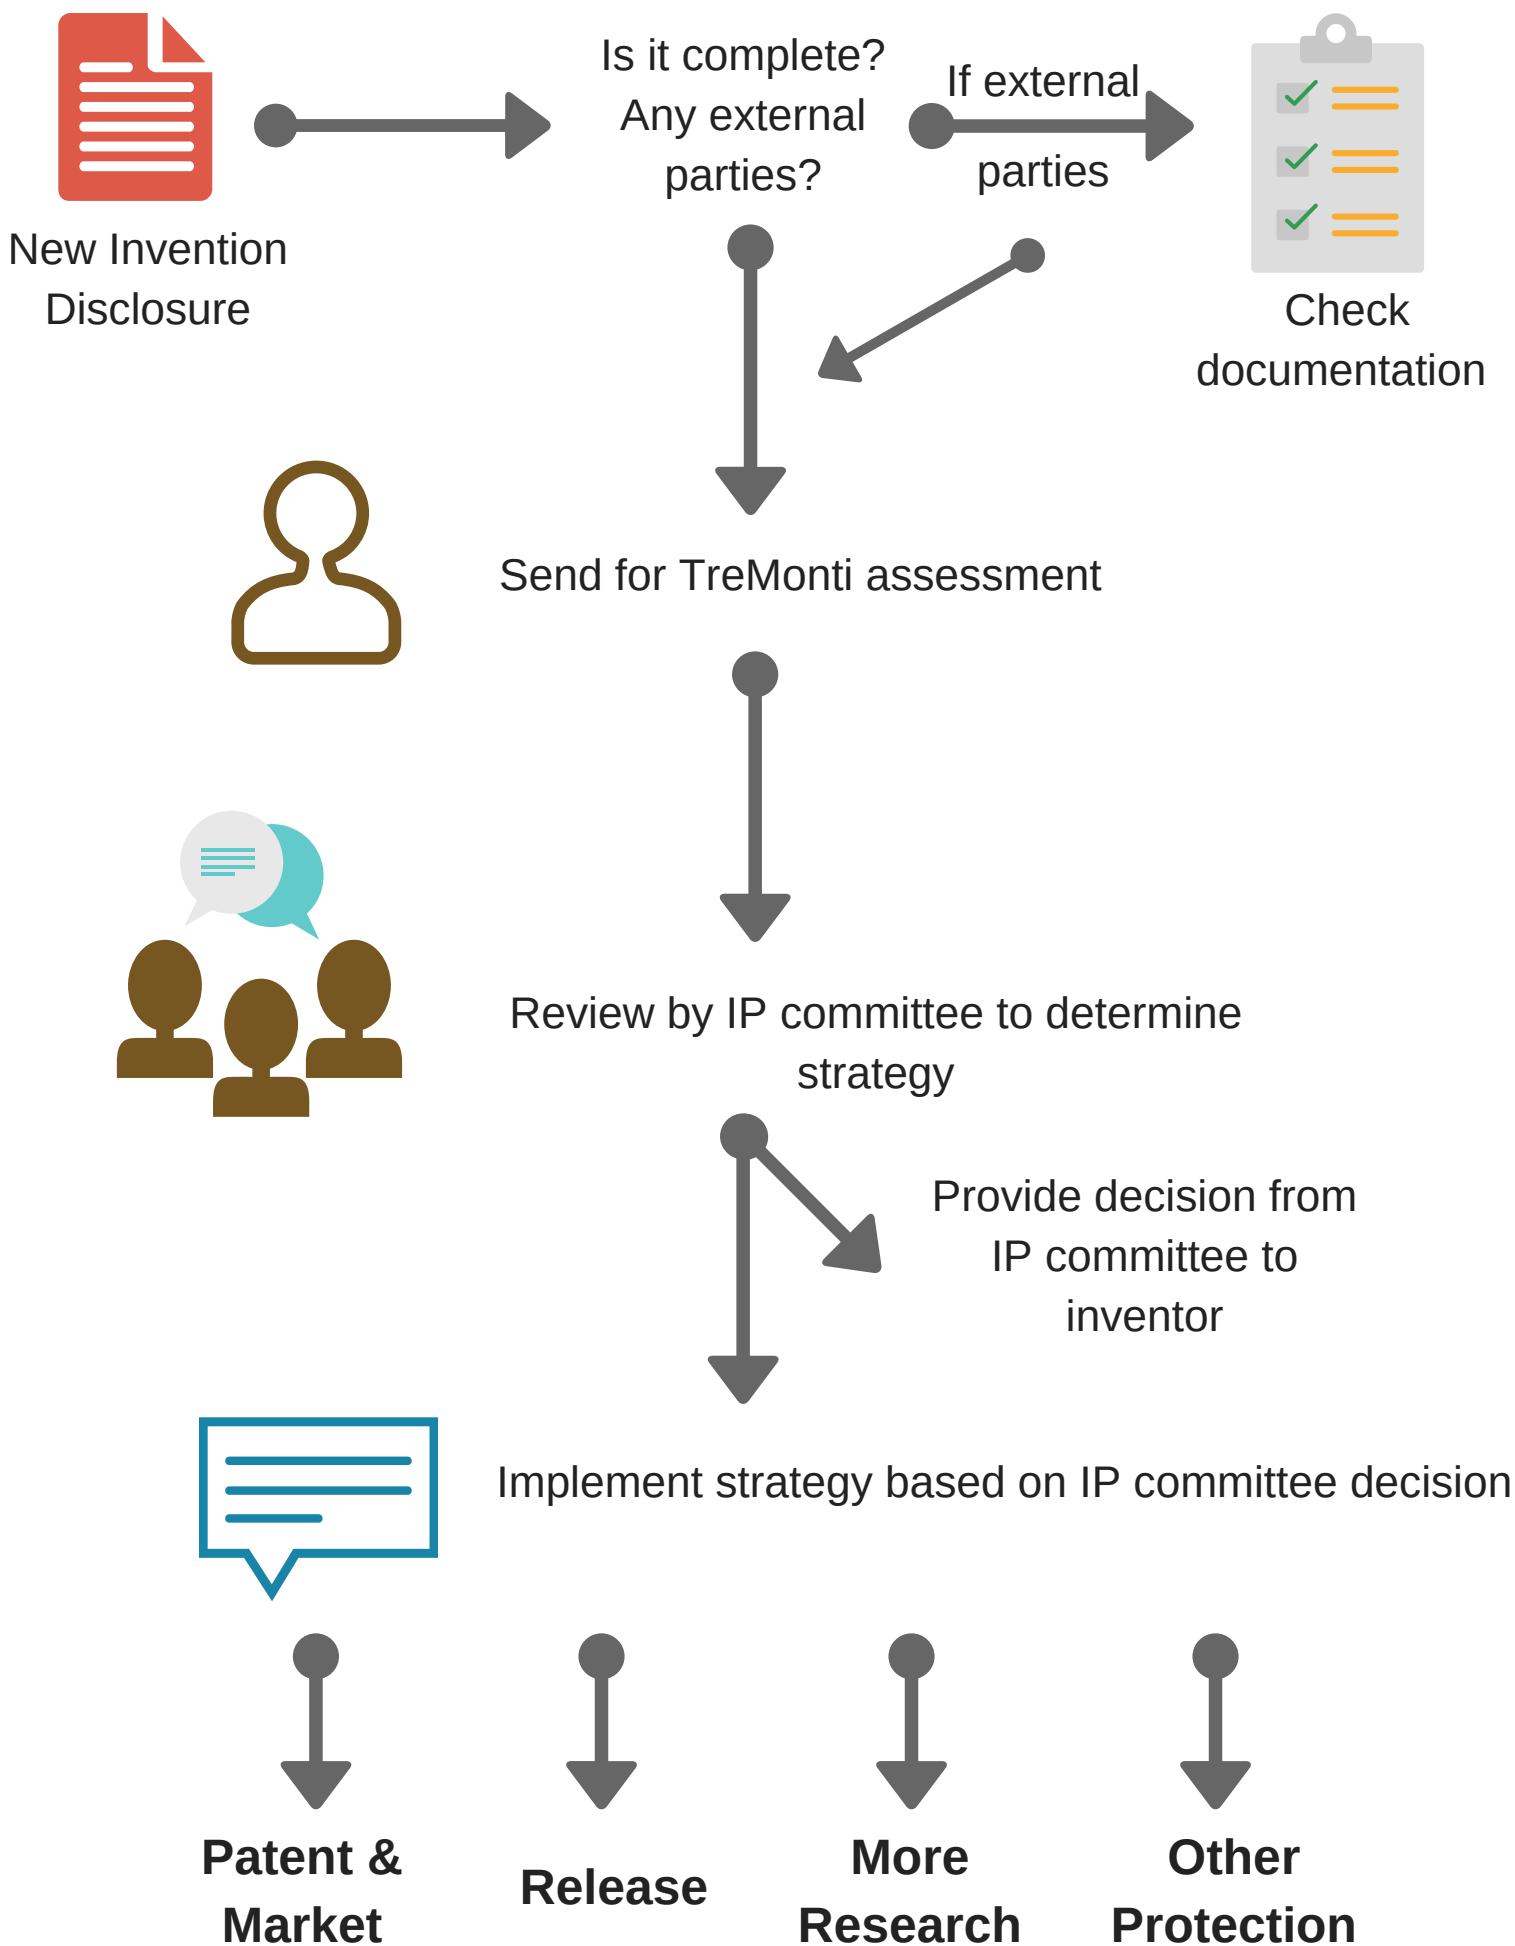 New Invention
Disclosure
Is it complete?
Any external
parties?
If external
parties
Check
documentation
Send for TreMonti assessment
Review by IP committee to determine
strategy
Provide decision from
IP committee to
inventor
Implement strategy based on IP committee decision
Patent &
Market
Release
More
Research
Other
Protection